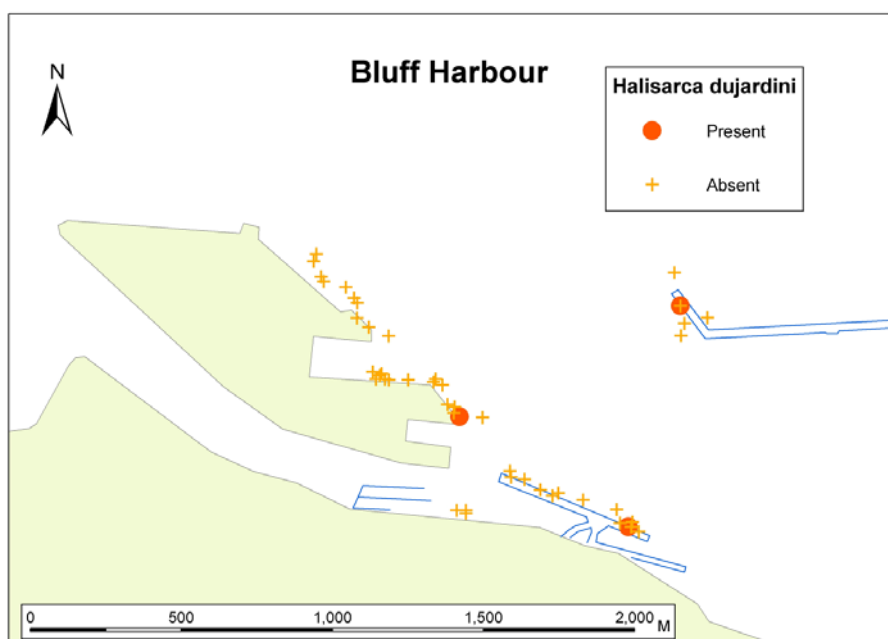 Bluff Harbour
N
Halisarca dujardini
Present
Absent
0 500 1,000 1,500 2,000 M